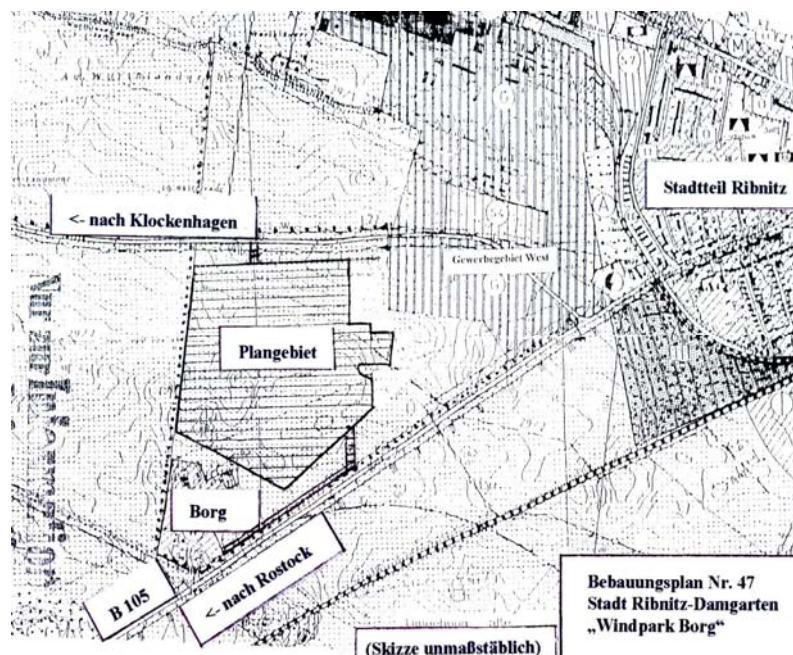 Stadtteil Ribnitz
<- nach Klockenhagen
Gewerbegebiet West
Plangebiet
Borg
B 105
<- nach Rostock
Bebauungsplan Nr. 47
Stadt Ribnitz-Damgarten
„Windpark Borg“
(Skizze unmaßstäblich)